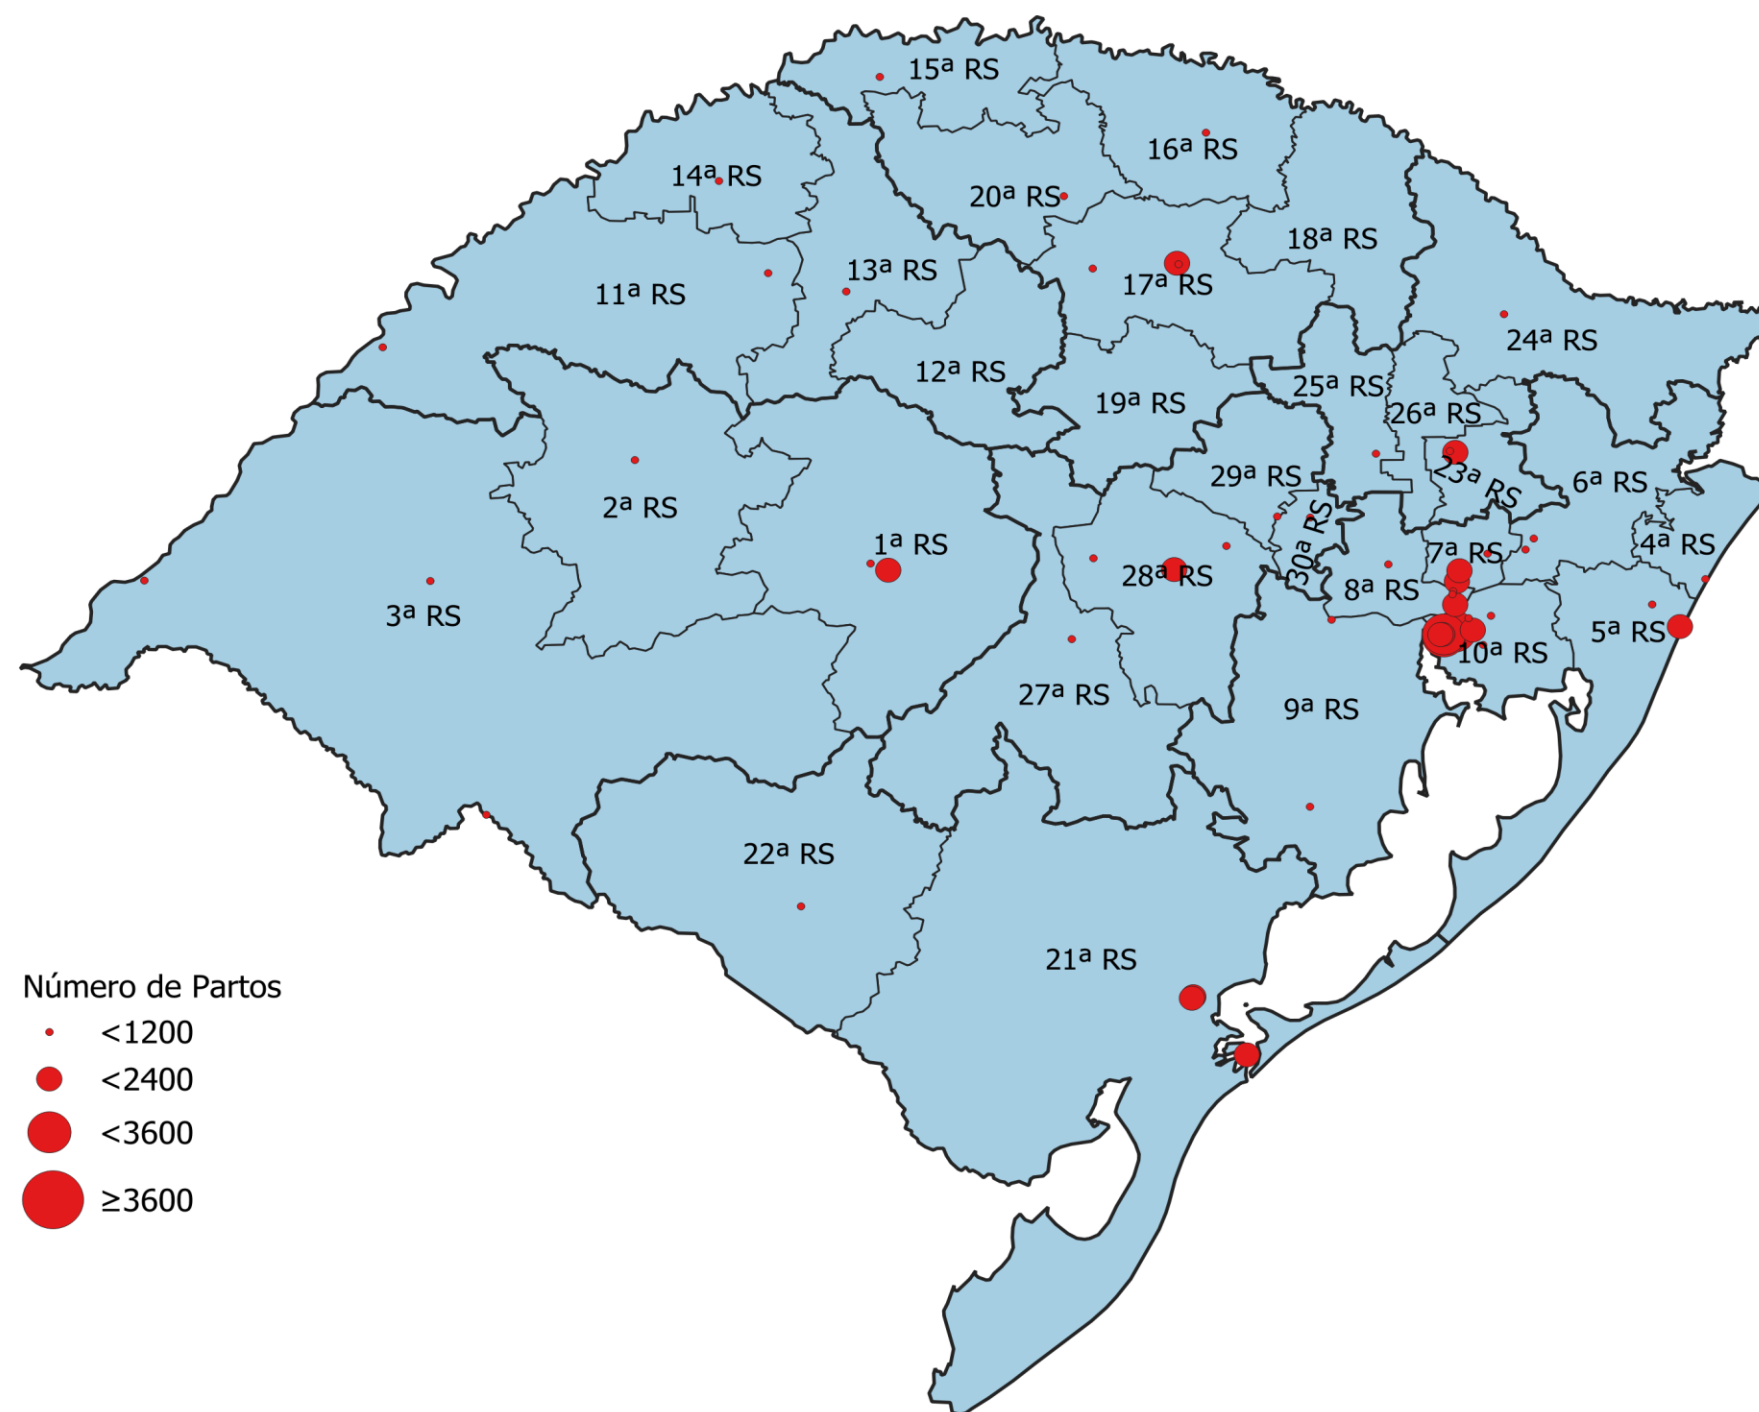 15ª RS
16ª RS
14ª RS
20ª RS
18ª RS
13ª RS
17ª RS
11ª RS
24ª RS
12ª RS
25ª RS
19ª RS
26ª RS
29ª RS
23ª RS
6ª RS
2ª RS
30ª RS
1ª RS
7ª RS
4ª RS
28ª RS
8ª RS
3ª RS
5ª RS
10ª RS
27ª RS
9ª RS
22ª RS
21ª RS
Número de Partos
<1200
<2400
<3600
≥3600